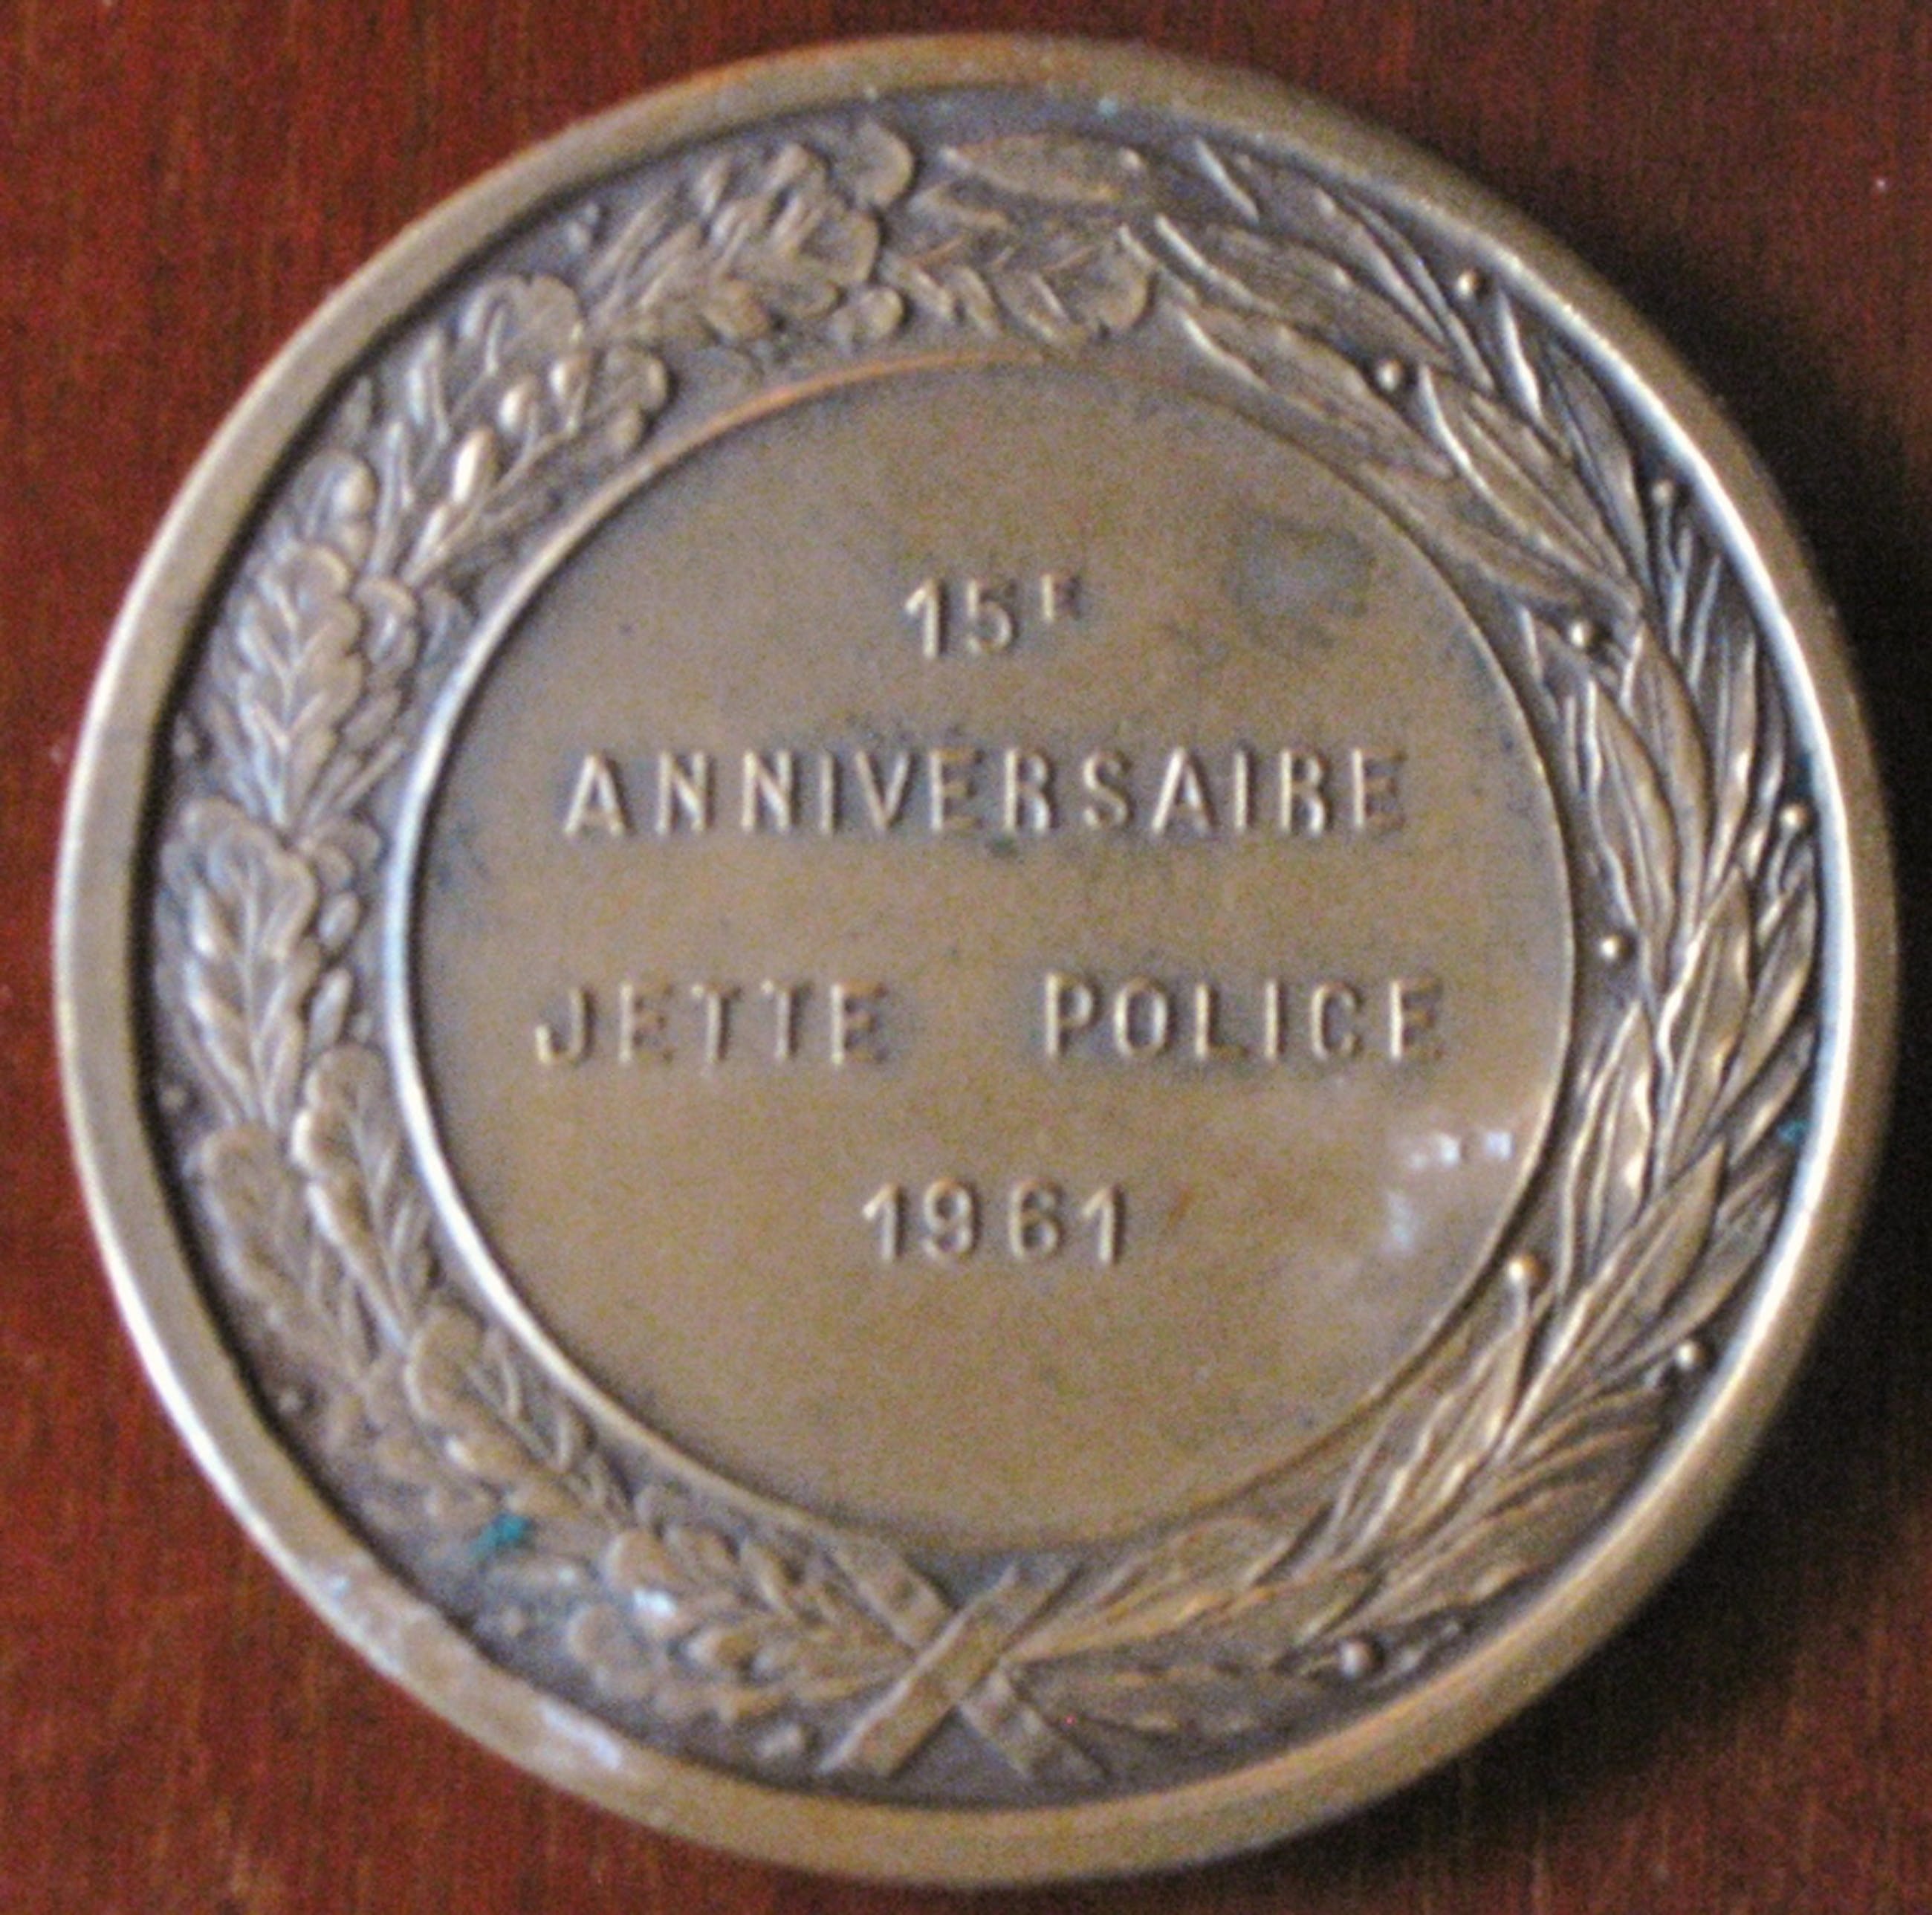 15E
ANNIVERSAIRE
JETTE POLICE
1961